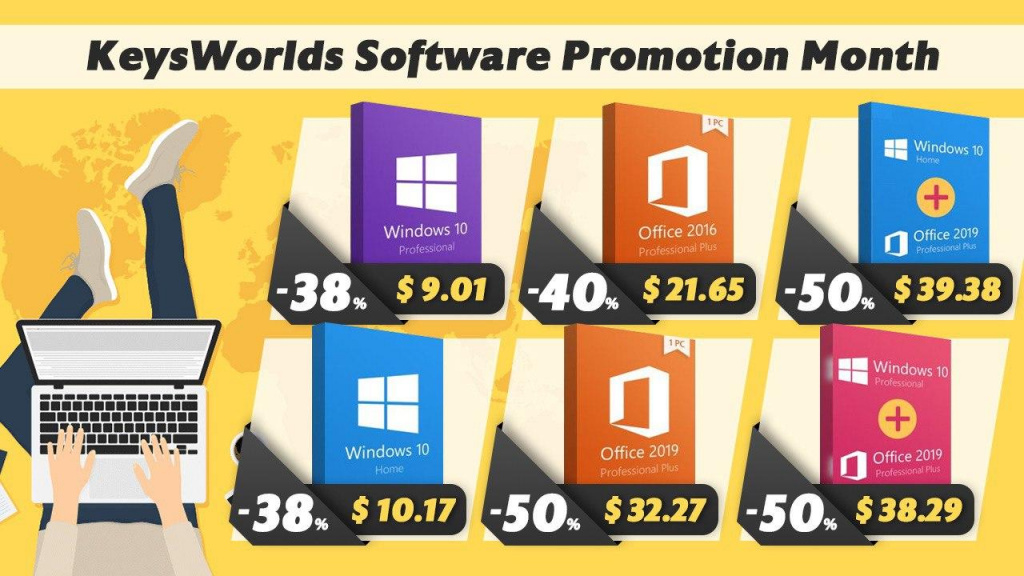 KeysWorlds Software Promotion Month
Windows 10
Professional
-38%
$ 9.01
1 PC
Office 2016
Professional Plus
-40%
$ 21.65
Windows 10
Home
Office 2019
Professional Plus
-50%
$ 39.38
Windows 10
Home
-38%
$ 10.17
1 PC
Office 2019
Professional Plus
-50%
$ 32.27
Windows 10
Professional
Office 2019
Professional Plus
-50%
$ 38.29